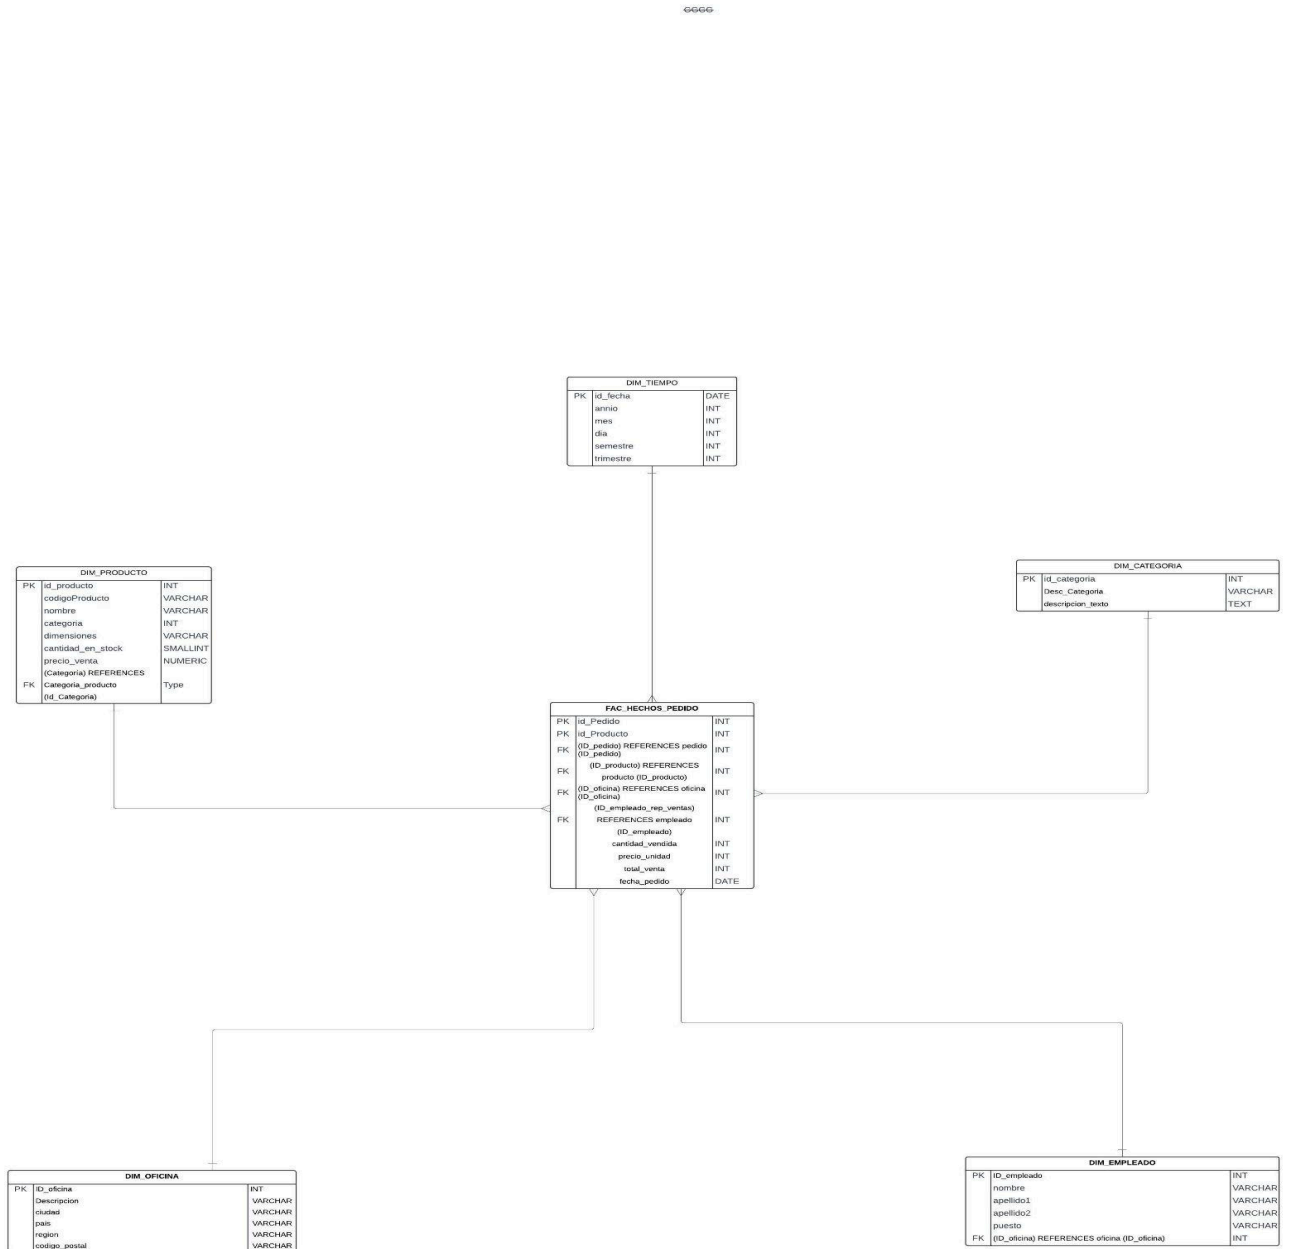 GGGG
DIM_TIEMPO
PK id_fecha DATE
annio INT
mes INT
dia INT
semestre INT
trimestre INT
DIM_PRODUCTO
PK id_producto INT
codigoProducto VARCHAR
nombre VARCHAR
categoria INT
dimensiones VARCHAR
cantidad_en_stock SMALLINT
precio_venta NUMERIC
(Categoría) REFERENCES
FK Categoria_producto Type
(Id_Categoria)
DIM_CATEGORIA
PK id_categoria INT
Desc_Categoria VARCHAR
descripcion_texto TEXT
FAC_HECHOS_PEDIDO
PK id_Pedido INT
PK id_Producto INT
(ID_pedido) REFERENCES pedido
FK INT
(ID_pedido)
(ID_producto) REFERENCES
FK INT
producto (ID_producto)
(ID_oficina) REFERENCES oficina
FK INT
(ID_oficina)
(ID_empleado_rep_ventas)
FK REFERENCES empleado INT
(ID_empleado)
cantidad_vendida INT
precio_unidad INT
total_venta INT
fecha_pedido DATE
DIM_OFICINA
PK ID_oficina INT
Descripcion VARCHAR
ciudad VARCHAR
pais VARCHAR
region VARCHAR
codigo_postal VARCHAR
DIM_EMPLEADO
PK ID_empleado INT
nombre VARCHAR
apellido1 VARCHAR
apellido2 VARCHAR
puesto VARCHAR
FK (ID_oficina) REFERENCES oficina (ID_oficina) INT